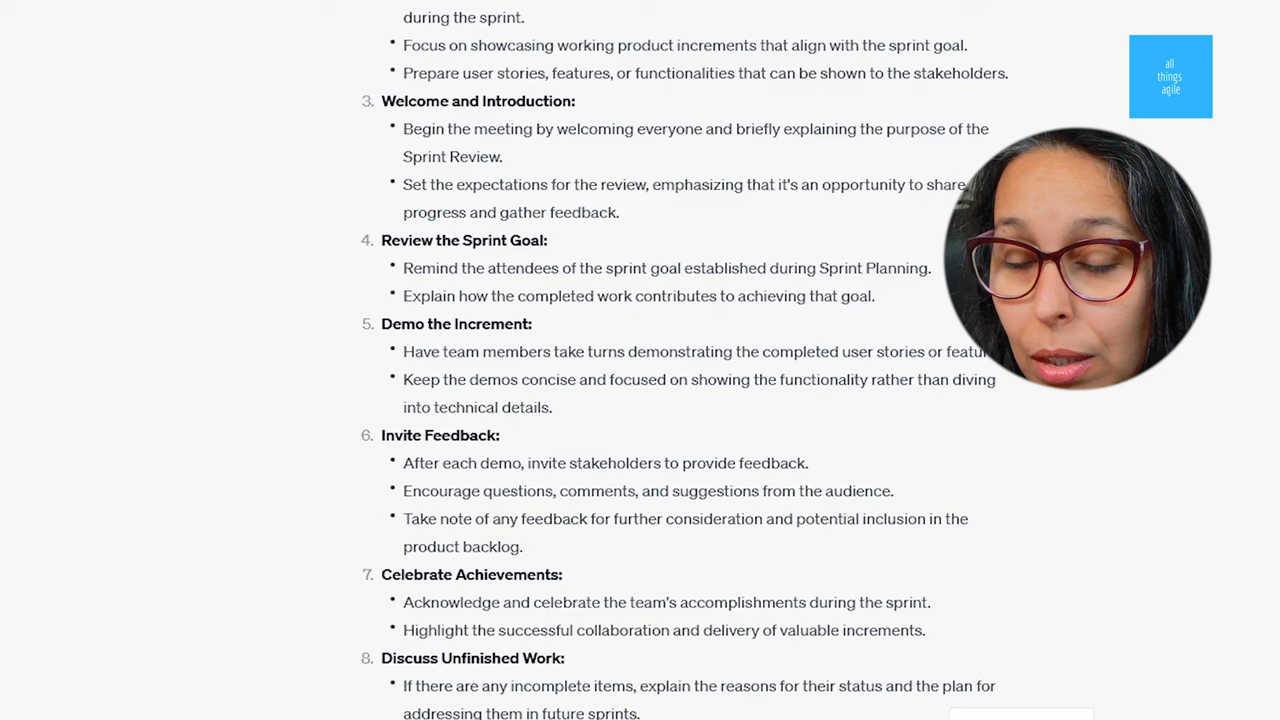 during the sprint.
• Focus on showcasing working product increments that align with the sprint goal.
• Prepare user stories, features, or functionalities that can be shown to the stakeholders.
3. Welcome and Introduction:
• Begin the meeting by welcoming everyone and briefly explaining the purpose of the
Sprint Review.
• Set the expectations for the review, emphasizing that it's an opportunity to share
progress and gather feedback.
4. Review the Sprint Goal:
• Remind the attendees of the sprint goal established during Sprint Planning.
• Explain how the completed work contributes to achieving that goal.
5. Demo the Increment:
• Have team members take turns demonstrating the completed user stories or
• Keep the demos concise and focused on showing the functionality rather than diving
into technical details.
6. Invite Feedback:
• After each demo, invite stakeholders to provide feedback.
• Encourage questions, comments, and suggestions from the audience.
• Take note of any feedback for further consideration and potential inclusion in the
product backlog.
7. Celebrate Achievements:
• Acknowledge and celebrate the team's accomplishments during the sprint.
• Highlight the successful collaboration and delivery of valuable increments.
8. Discuss Unfinished Work:
• If there are any incomplete items, explain the reasons for their status and the plan for
addressing them in future sprints.
all
things
agile